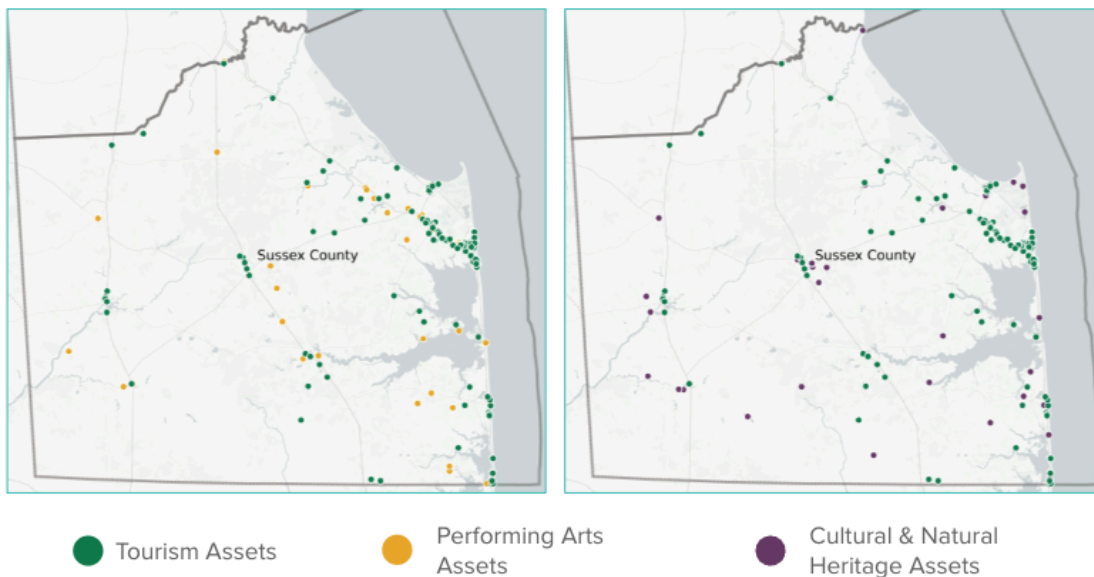 Sussex County
Sussex County
Tourism Assets
Performing Arts
Assets
Cultural & Natural
Heritage Assets